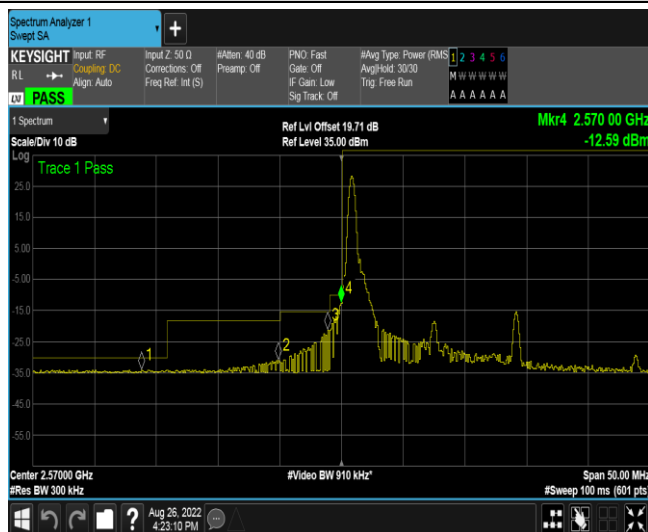 Spectrum Analyzer 1
Swept SA
+
KEYSIGHT Input: RF Input Z: 50 Ω #Atten: 40 dB PNO: Fast #Avg Type: Power (RMS 1 2 3 4 5 6
RL Coupling: DC Corrections: Off Preamp: Off Gate: Off Avg|Hold: 30/30 M W W W W W
Align: Auto Freq Ref: Int (S) IF Gain: Low Trig: Free Run
Sig Track: Off A A A A A A
LXI PASS
1 Spectrum Ref Lvl Offset 19.71 dB Mkr4 2.570 00 GHz
Scale/Div 10 dB Ref Level 35.00 dBm -12.59 dBm
Log
Trace 1 Pass
25.0
15.0
5.00
-5.00
-15.0
-25.0
-35.0
-45.0
-55.0
1
2
3
4
Center 2.57000 GHz #Video BW 910 kHz* Span 50.00 MHz
#Res BW 300 kHz #Sweep 100 ms (601 pts)
? Aug 26, 2022
4:23:10 PM